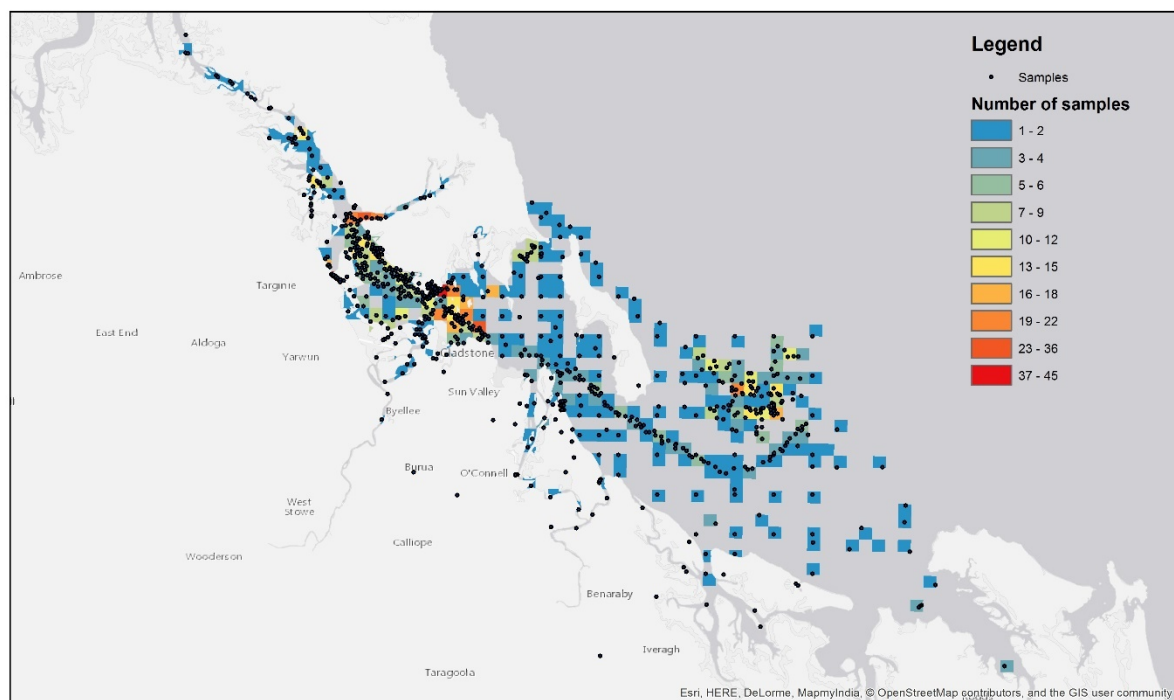 Legend
Samples
Number of samples
1 - 2
3 - 4
5 - 6
7 - 9
10 - 12
13 - 15
16 - 18
19 - 22
23 - 36
37 - 45
Ambrose
Targinie
East End
Aldoga
Yarwun
Gladstone
Sun Valley
Byellee
Burua
O'Connell
West
Stowe
Wooderson
Calliope
Benaraby
Iveragh
Taragoola
Esri, HERE, DeLorme, MapmyIndia, © OpenStreetMap contributors, and the GIS user community